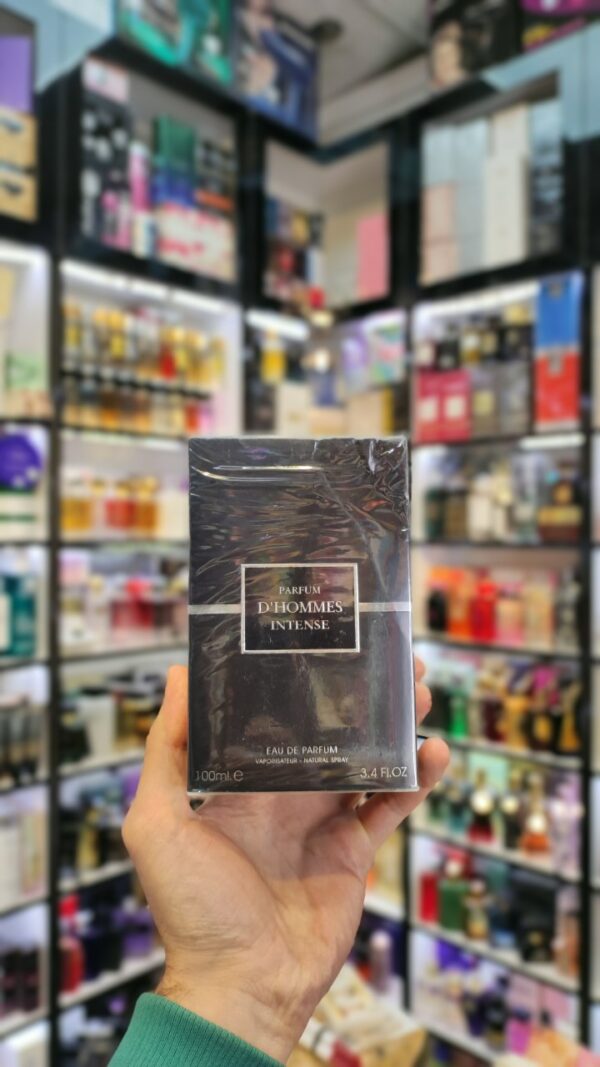 PARFUM
D'HOMMES
INTENSE
EAU DE PARFUM
VAPORISATEUR - NATURAL SPRAY
100ml.e 3.4 Fl.OZ